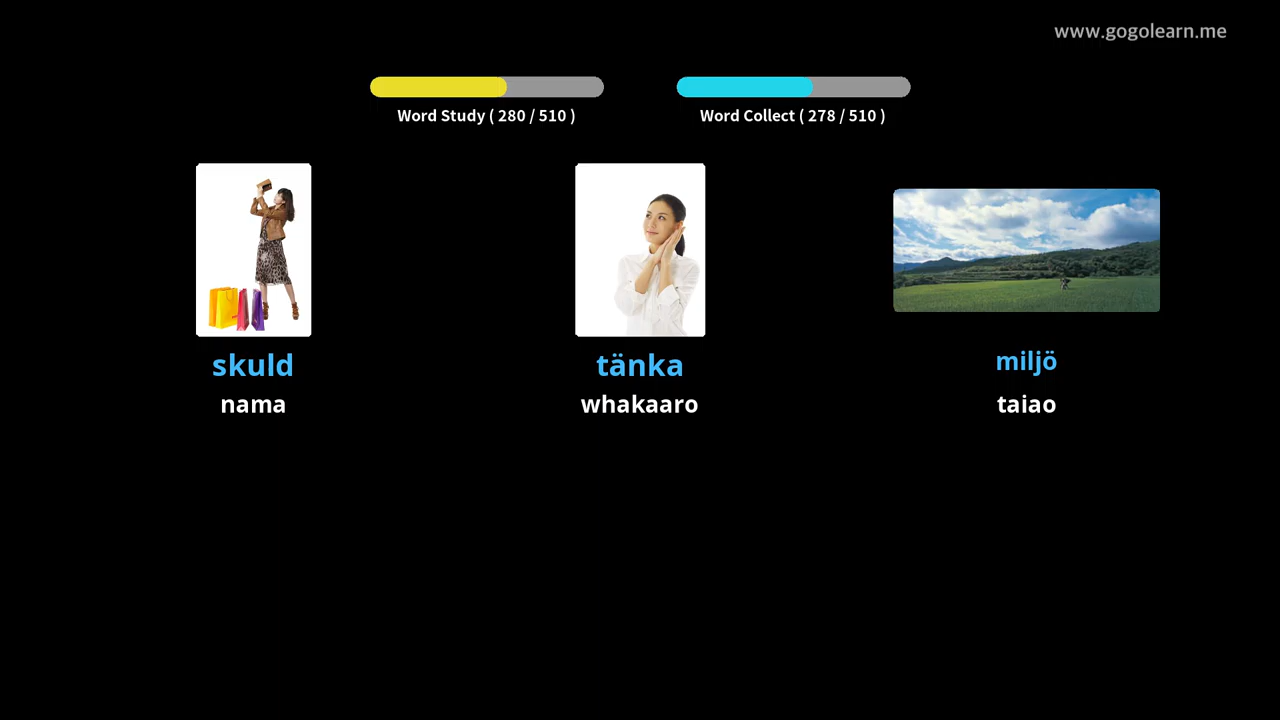 www.gogolearn.me
Word Study ( 280 / 510 )
Word Collect ( 278 / 510 )
skuld
nama
tänka
whakaaro
miljö
taiao